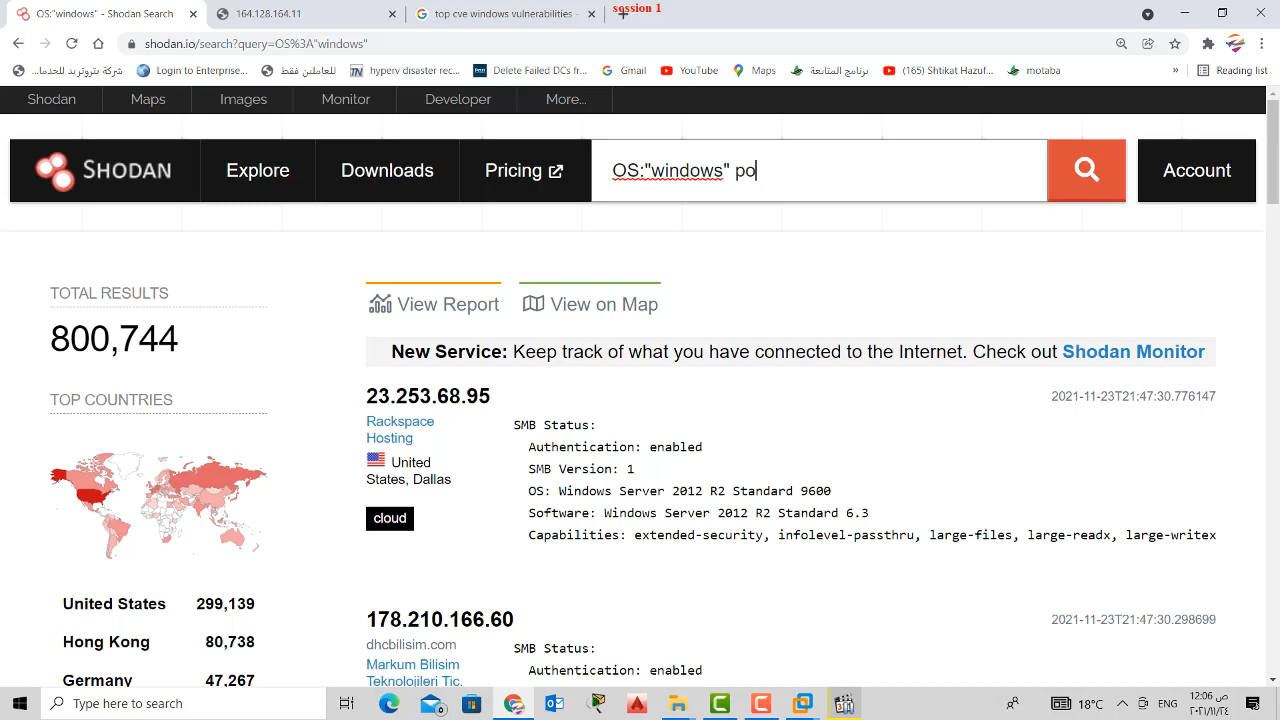 session 1
OS:"windows" - Search
164.128.164.11
top cve windows vulnerabilities -
shodan.io/search?query=OS%3A"windows"
شركة بتروتريد للخدما...
Login to Enterprise...
للعاملين فقط
hyperv disaster rec...
Delete Failed DCs fr...
Gmail
YouTube
Maps
برنامج المتابعة
(165) Shtikat Hazuf...
motaba
»
Reading list
Shodan
Maps
Images
Monitor
Developer
More...
SHODAN
Explore
Downloads
Pricing
OS:"windows" po
Account
TOTAL RESULTS
800,744
TOP COUNTRIES
United States 299,139
Hong Kong 80,738
Germany 47,267
View Report
View on Map
New Service: Keep track of what you have connected to the Internet. Check out Shodan Monitor
23.253.68.95
2021-11-23T21:47:30.776147
Rackspace
Hosting
United
States, Dallas
cloud
SMB Status:
Authentication: enabled
SMB Version: 1
OS: Windows Server 2012 R2 Standard 9600
Software: Windows Server 2012 R2 Standard 6.3
Capabilities: extended-security, infolevel-passthru, large-files, large-readx, large-writex
178.210.166.60
2021-11-23T21:47:30.298699
dhcbilisim.com
Markum Bilisim
Teknolojileri Tic.
SMB Status:
Authentication: enabled
Type here to search
18°C
ENG
12:06 ص